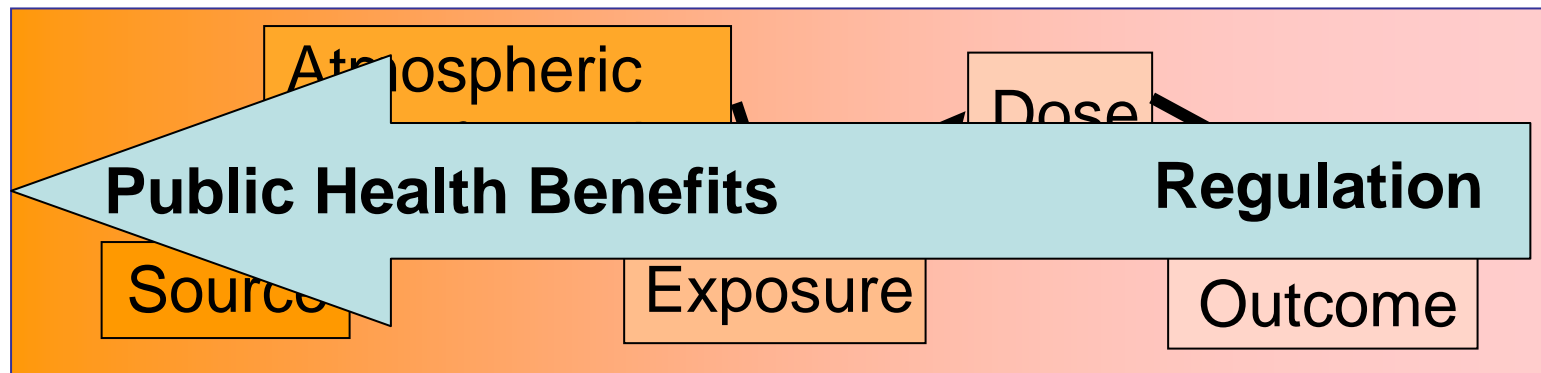 Atmospheric
Dose
Public Health Benefits
Regulation
Source
Exposure
Outcome